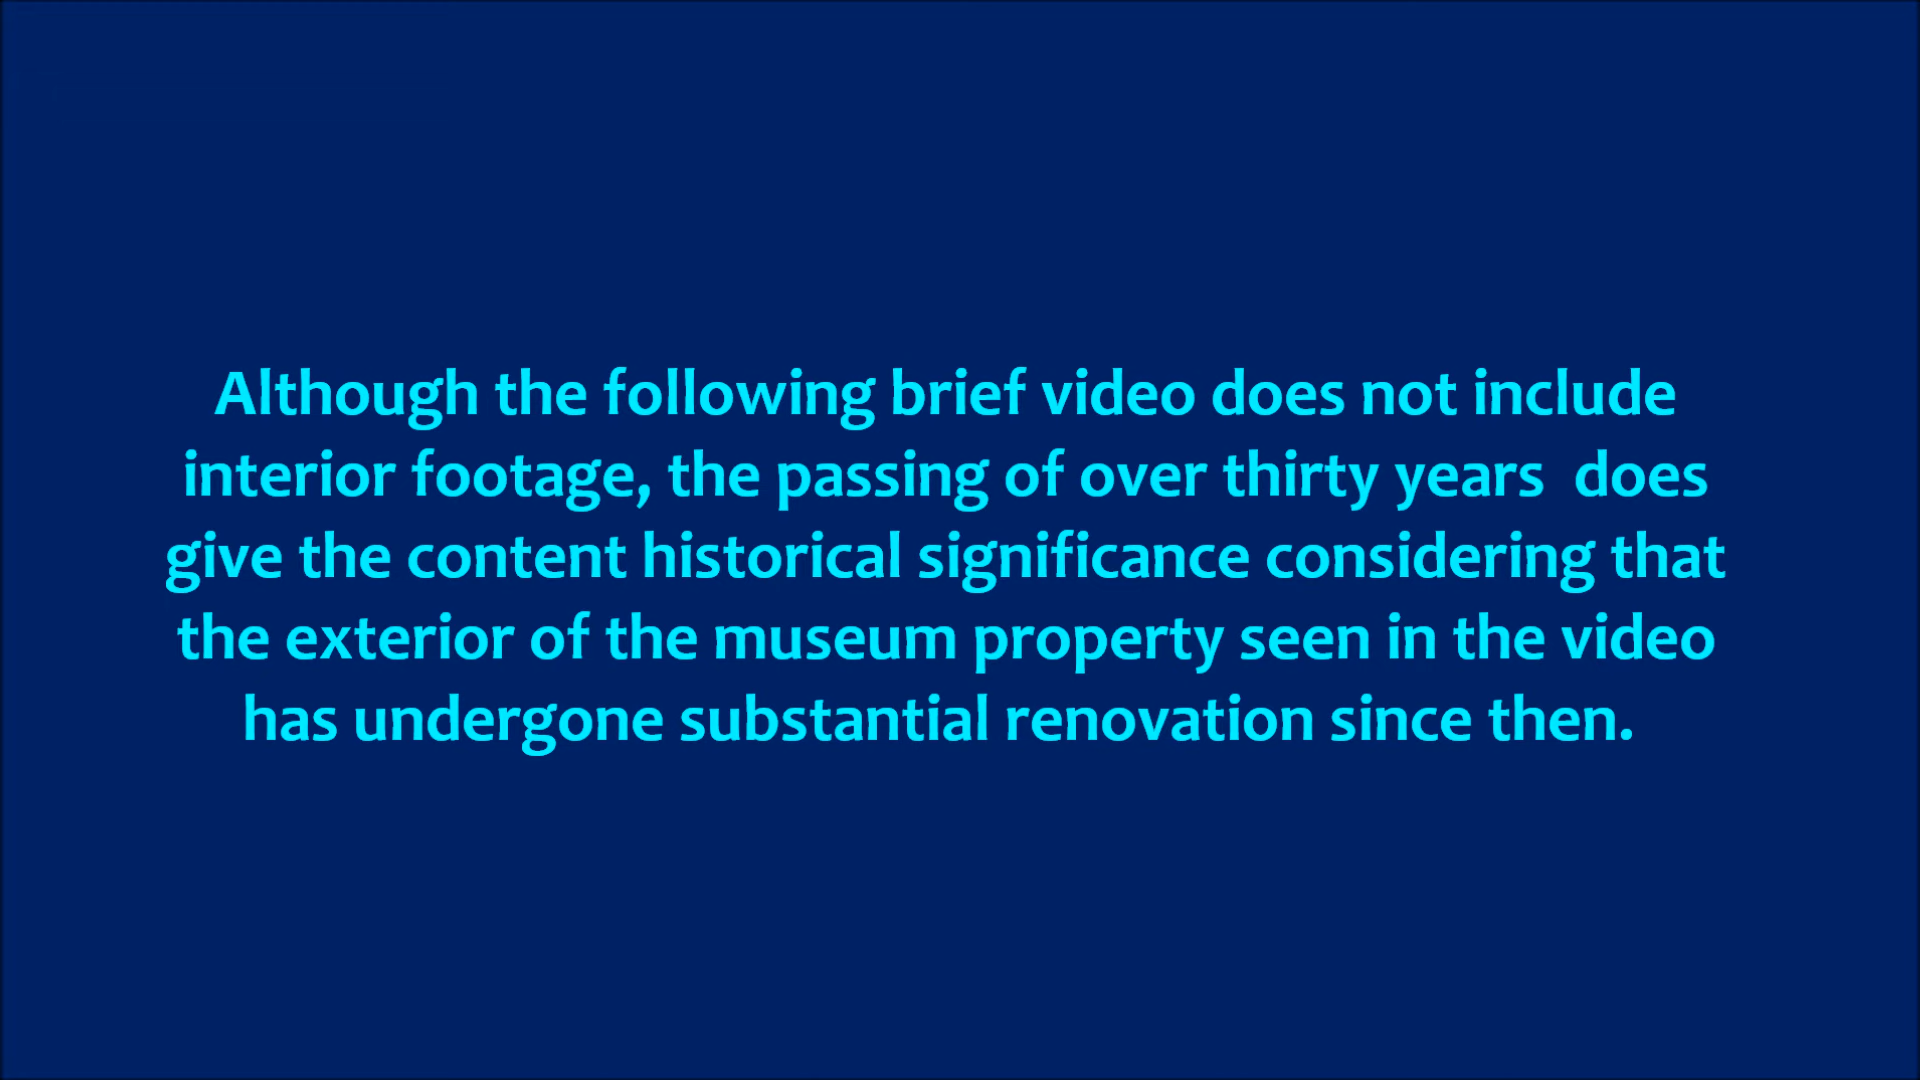 Although the following brief video does not include
interior footage, the passing of over thirty years  does
give the content historical significance considering that
the exterior of the museum property seen in the video
has undergone substantial renovation since then.